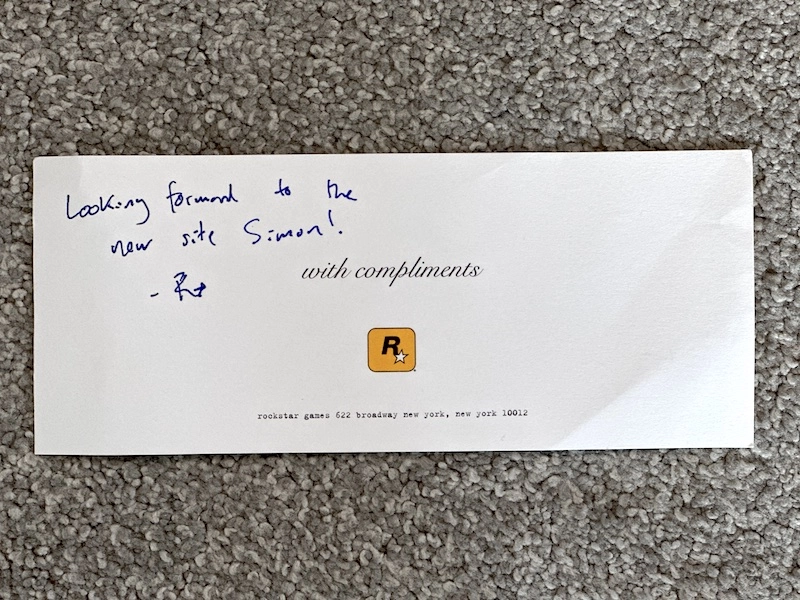 Looking forward to the
new site Simon!
- R★
with compliments
R★
rockstar games 622 broadway new york, new york 10012